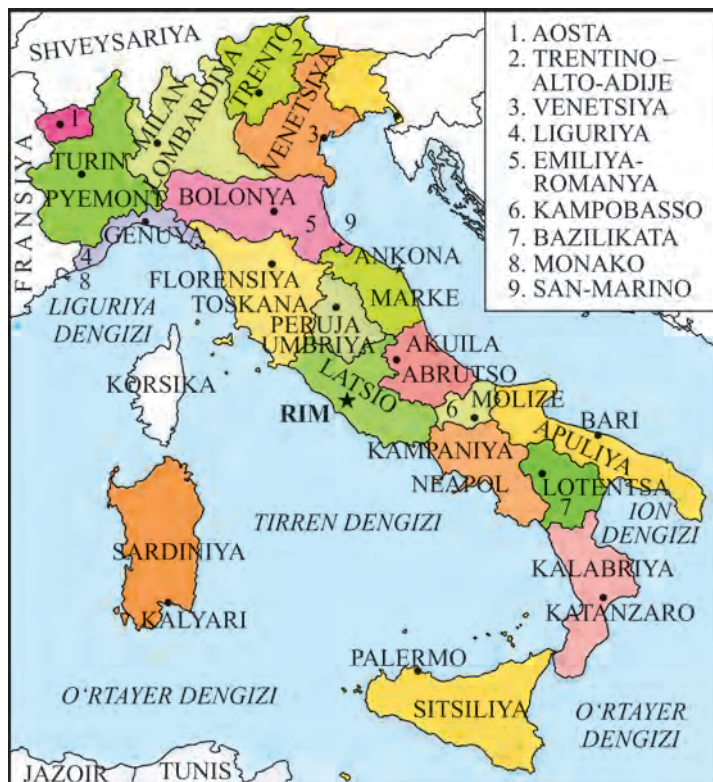 SHVEYSARIYA
FRANSIYA
TRENTO
2
MILAN
LOMBARDIYA
VENETSIYA
3
1
TURIN
PYEMONT
BOLONYA
5
9
GENUYA
4
8
ANKONA
FLORENSIYA
TOSKANA
MARKE
LIGURIYA
DENGIZI
PERUJA
UMBRIYA
AKUILA
ABRUTSO
KORSIKA
LATSIO
RIM
6
MOLIZE
BARI
APULIYA
KAMPANIYA
NEAPOL
LOTENTSA
7
ION
DENGIZI
TIRREN DENGIZI
SARDINIYA
KALYARI
KALABRIYA
KATANZARO
PALERMO
SITSILIYA
O‘RTAYER DENGIZI
O‘RTAYER
DENGIZI
JAZOIR
TUNIS
1. AOSTA
2. TRENTINO –
ALTO-ADIJE
3. VENETSIYA
4. LIGURIYA
5. EMILIYA-
ROMANYA
6. KAMPOBASSO
7. BAZILIKATA
8. MONAKO
9. SAN-MARINO